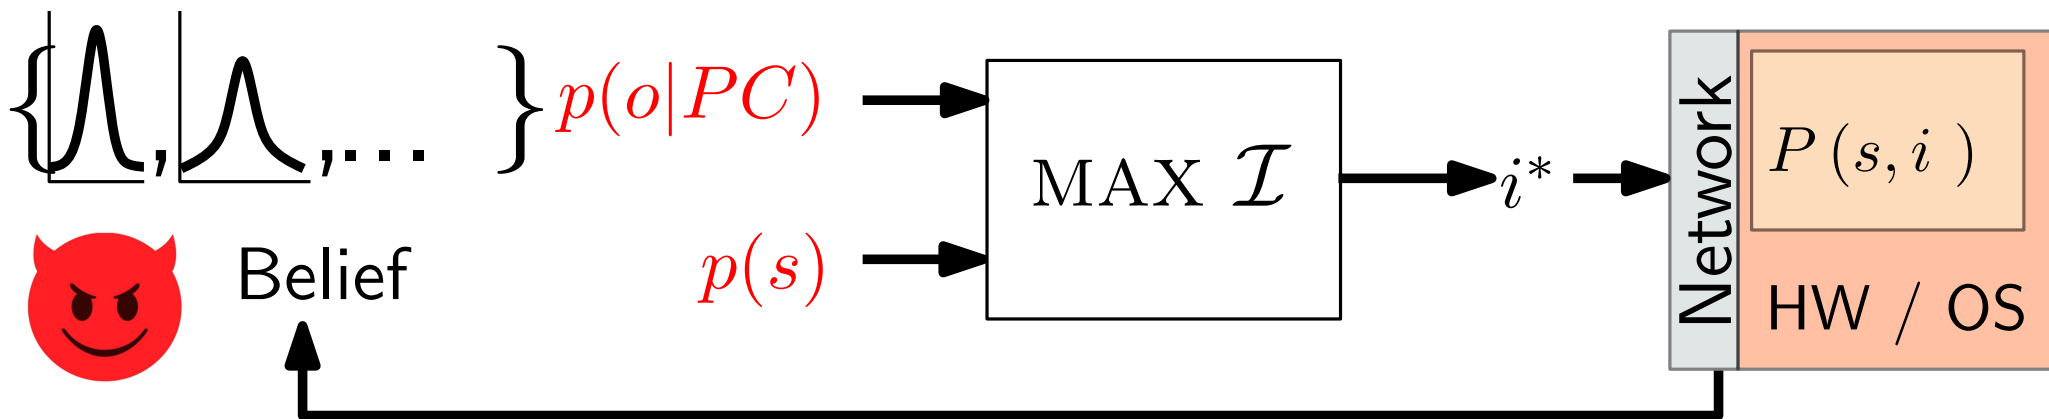 { , ,... } p(o|PC)
MAX 𝓘
i*
Network
P (s, i )
Belief
p(s)
HW / OS